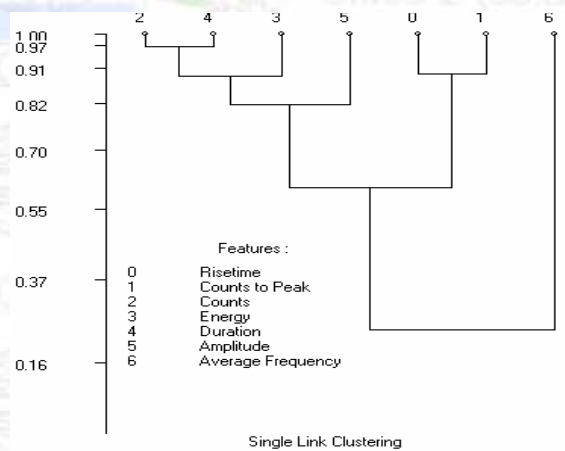 2 4 3 5 0 1 6
1.00
0.97
0.91
0.82
0.70
0.55
0.37
0.16
Features :
0 Risetime
1 Counts to Peak
2 Counts
3 Energy
4 Duration
5 Amplitude
6 Average Frequency
Single Link Clustering